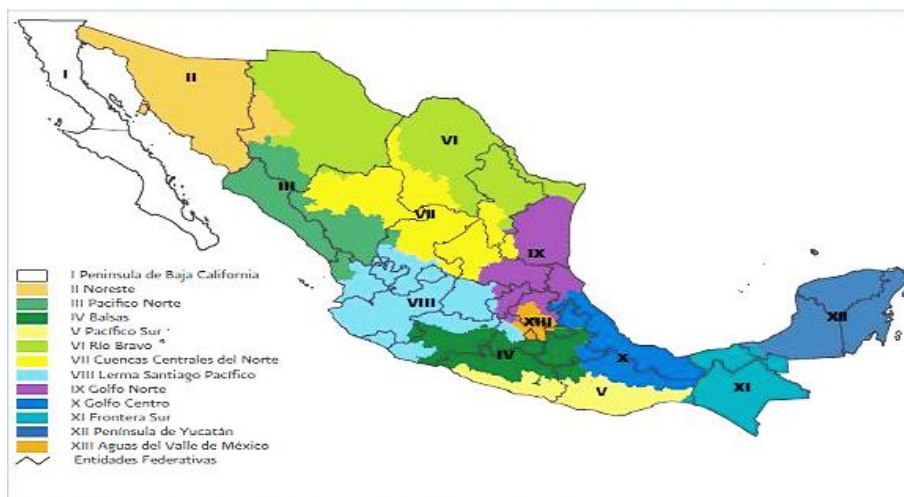 I
II
VI
III
VII
IX
VIII
XIII
XII
IV
X
V
XI
I Peninsula de Baja California
II Noreste
III Pacifico Norte
IV Balsas
V Pacífico Sur
VI Río Bravo
VII Cuencas Centrales del Norte
VIII Lerma Santiago Pacífico
IX Golfo Norte
X Golfo Centro
XI Frontera Sur
XII Península de Yucatán
XIII Aguas del Valle de México
Entidades Federativas